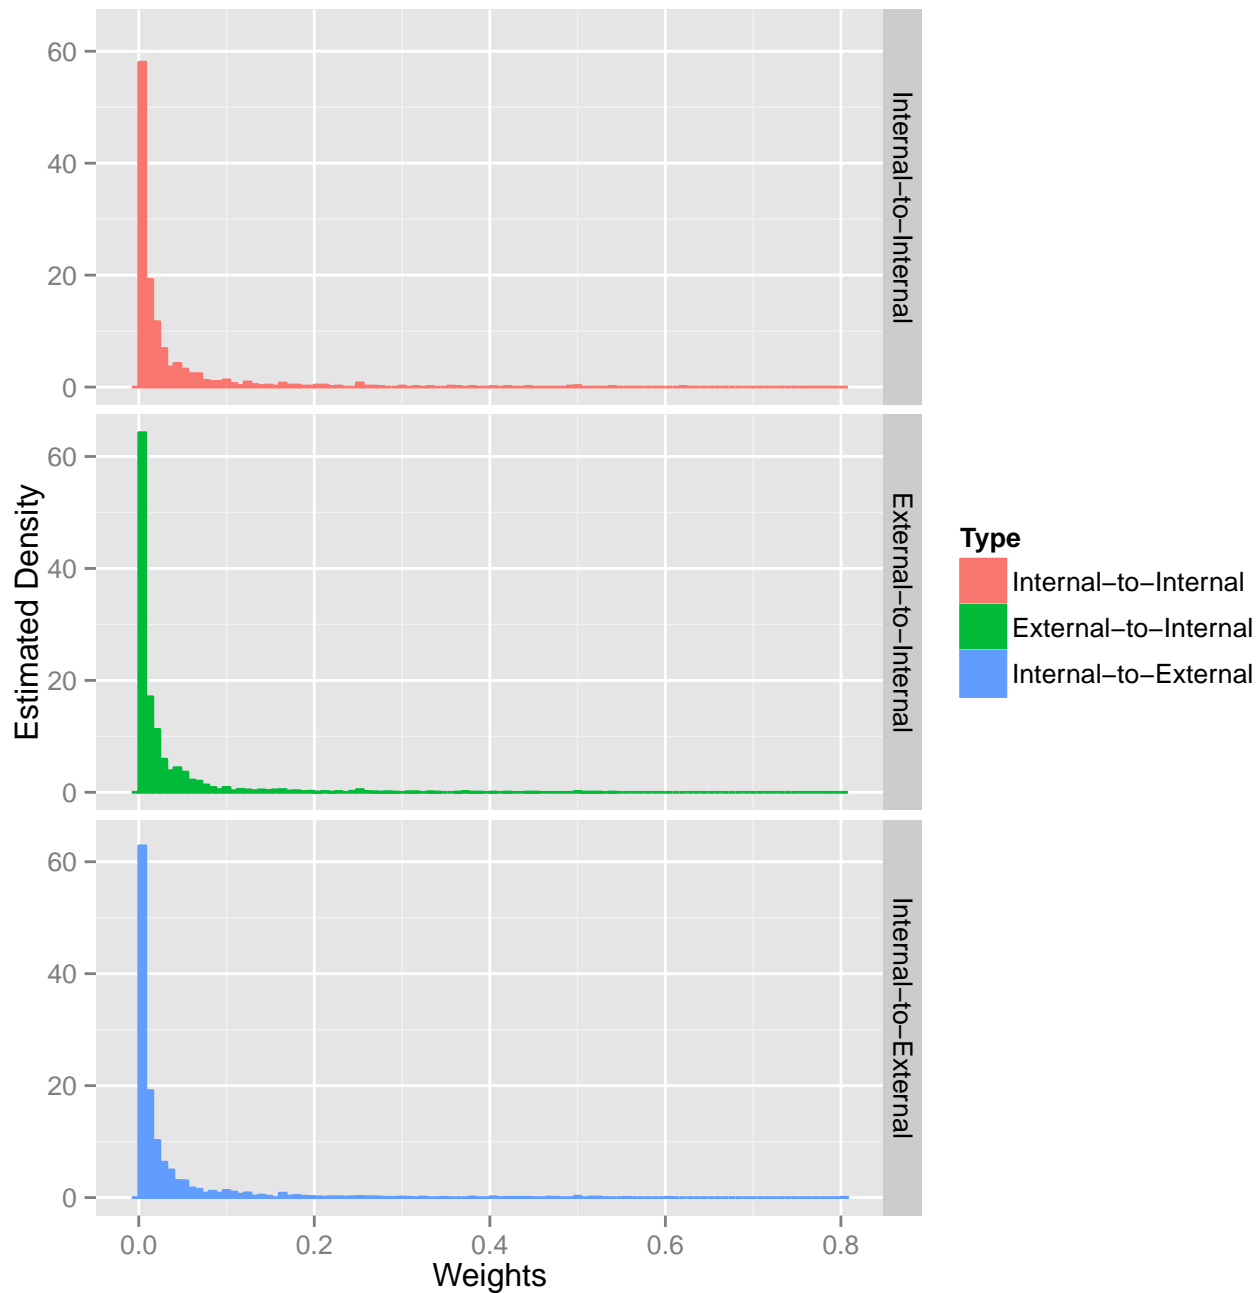 Estimated Density
60
40
20
0
Internal−to−Internal
60
40
20
0
External−to−Internal
60
40
20
0
Internal−to−External
0.0
0.2
0.4
0.6
0.8
Weights
Type
Internal−to−Internal
External−to−Internal
Internal−to−External